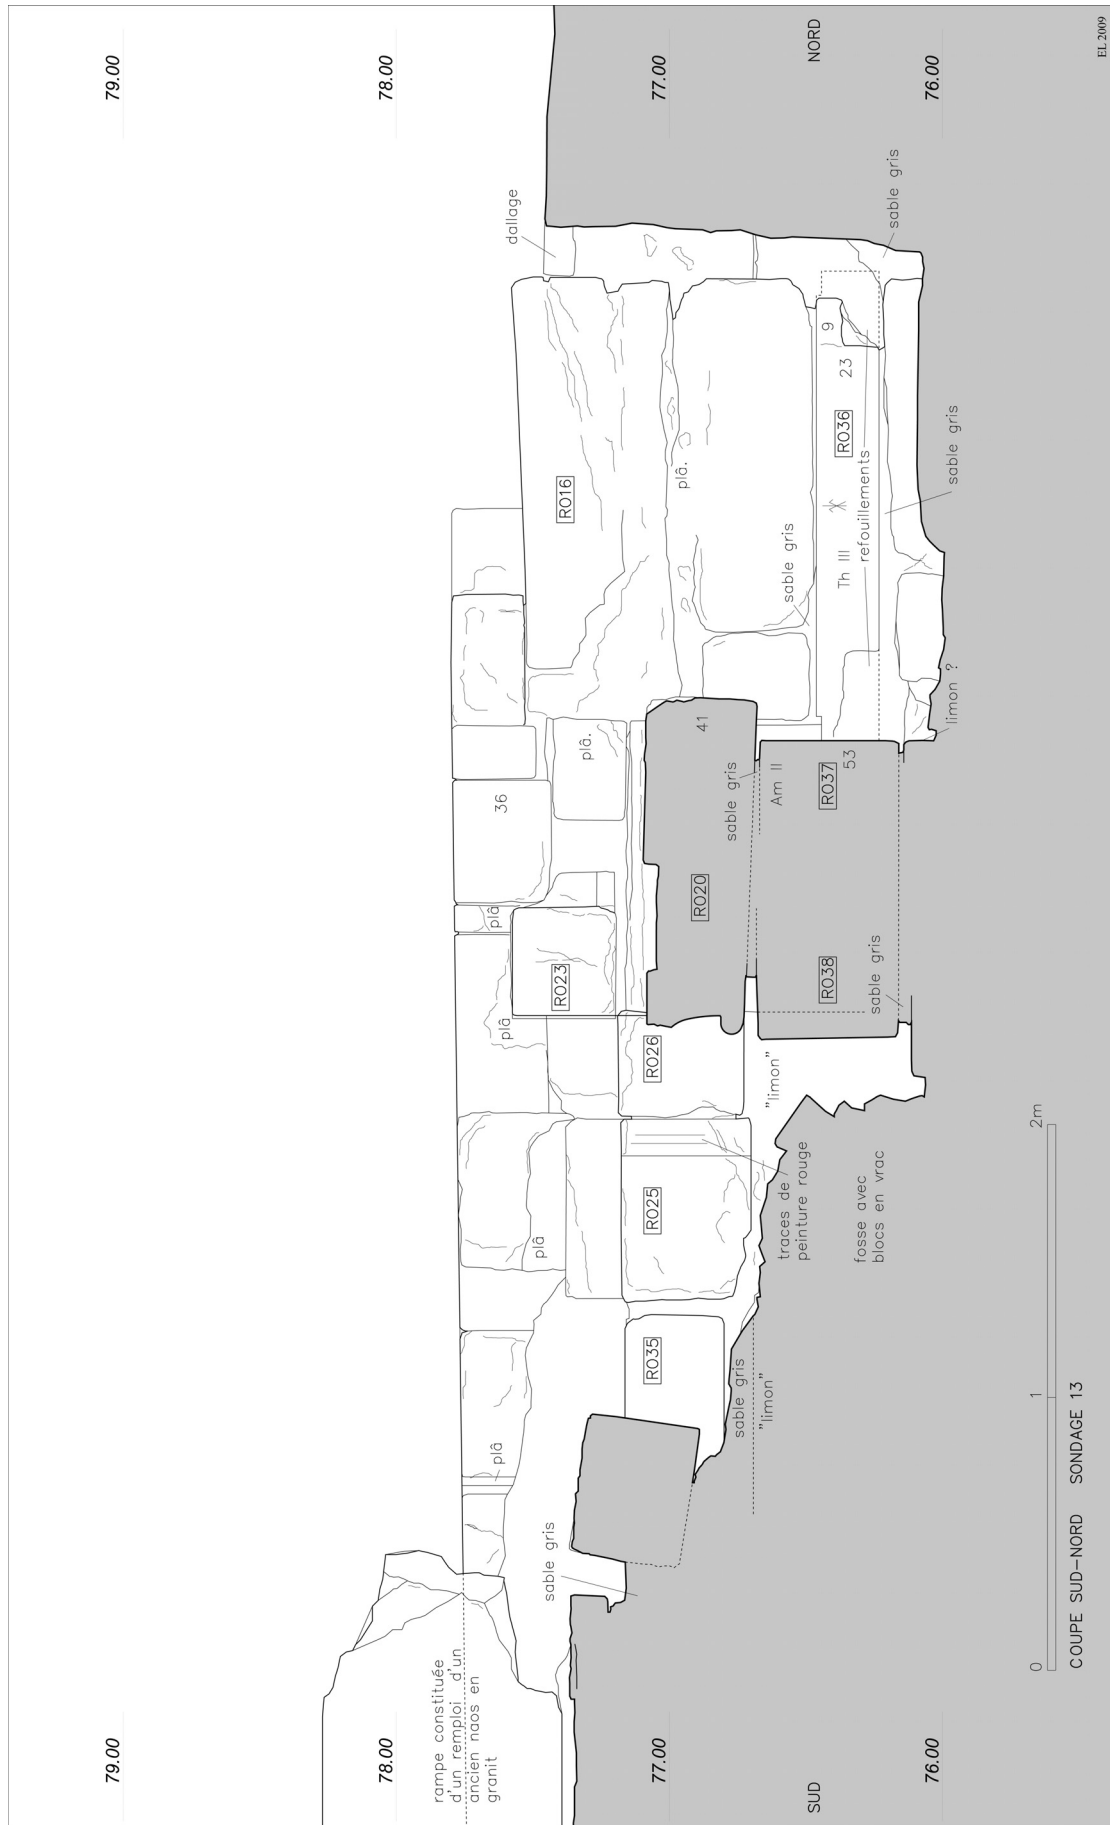 79.00
79.00
78.00
78.00
77.00
77.00
76.00
76.00
SUD
NORD
rampe constituée
d'un remploi d'un
ancien naos en
granit
sable gris
plâ
plâ
plâ
plâ
36
plâ.
R023
R016
dallage
R035
R025
R026
R020
41
plâ.
sable gris
"limon"
traces de
peinture rouge
"limon"
sable gris
Am II
sable gris
fosse avec
blocs en vrac
R038
R037
53
sable gris
Th III
R036
23
9
refouillements
sable gris
sable gris
limon ?
0
1
2m
COUPE SUD-NORD SONDAGE 13
EL 2009